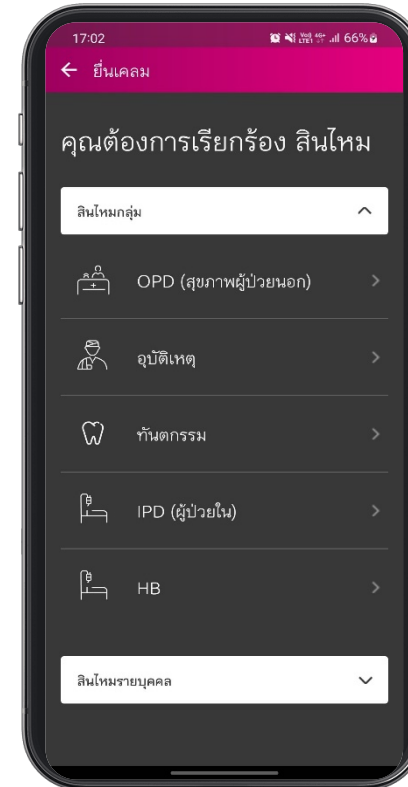 17:02 66%
ยื่นเคลม
คุณต้องการเรียกร้อง สินไหม
สินไหมกลุ่ม
OPD (สุขภาพผู้ป่วยนอก)
อุบัติเหตุ
ทันตกรรม
IPD (ผู้ป่วยใน)
HB
สินไหมรายบุคคล